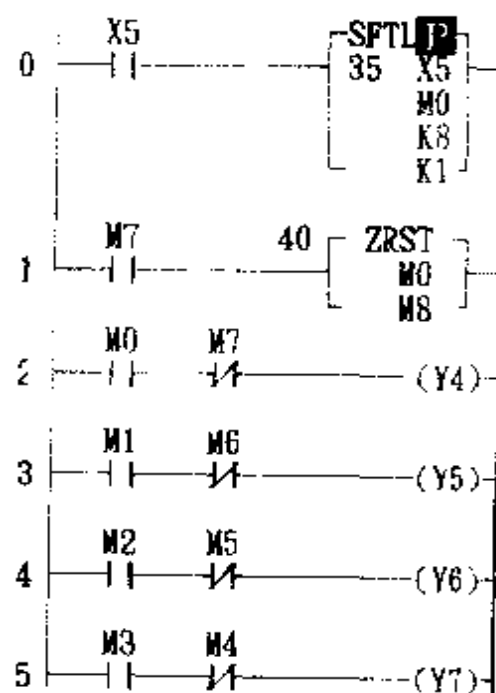 X5
SFTL P
0
35 X5
M0
K8
K1
M7
40 ZRST
1
M0
M8
M0 M7
2
(Y4)
M1 M6
3
(Y5)
M2 M5
4
(Y6)
M3 M4
5
(Y7)